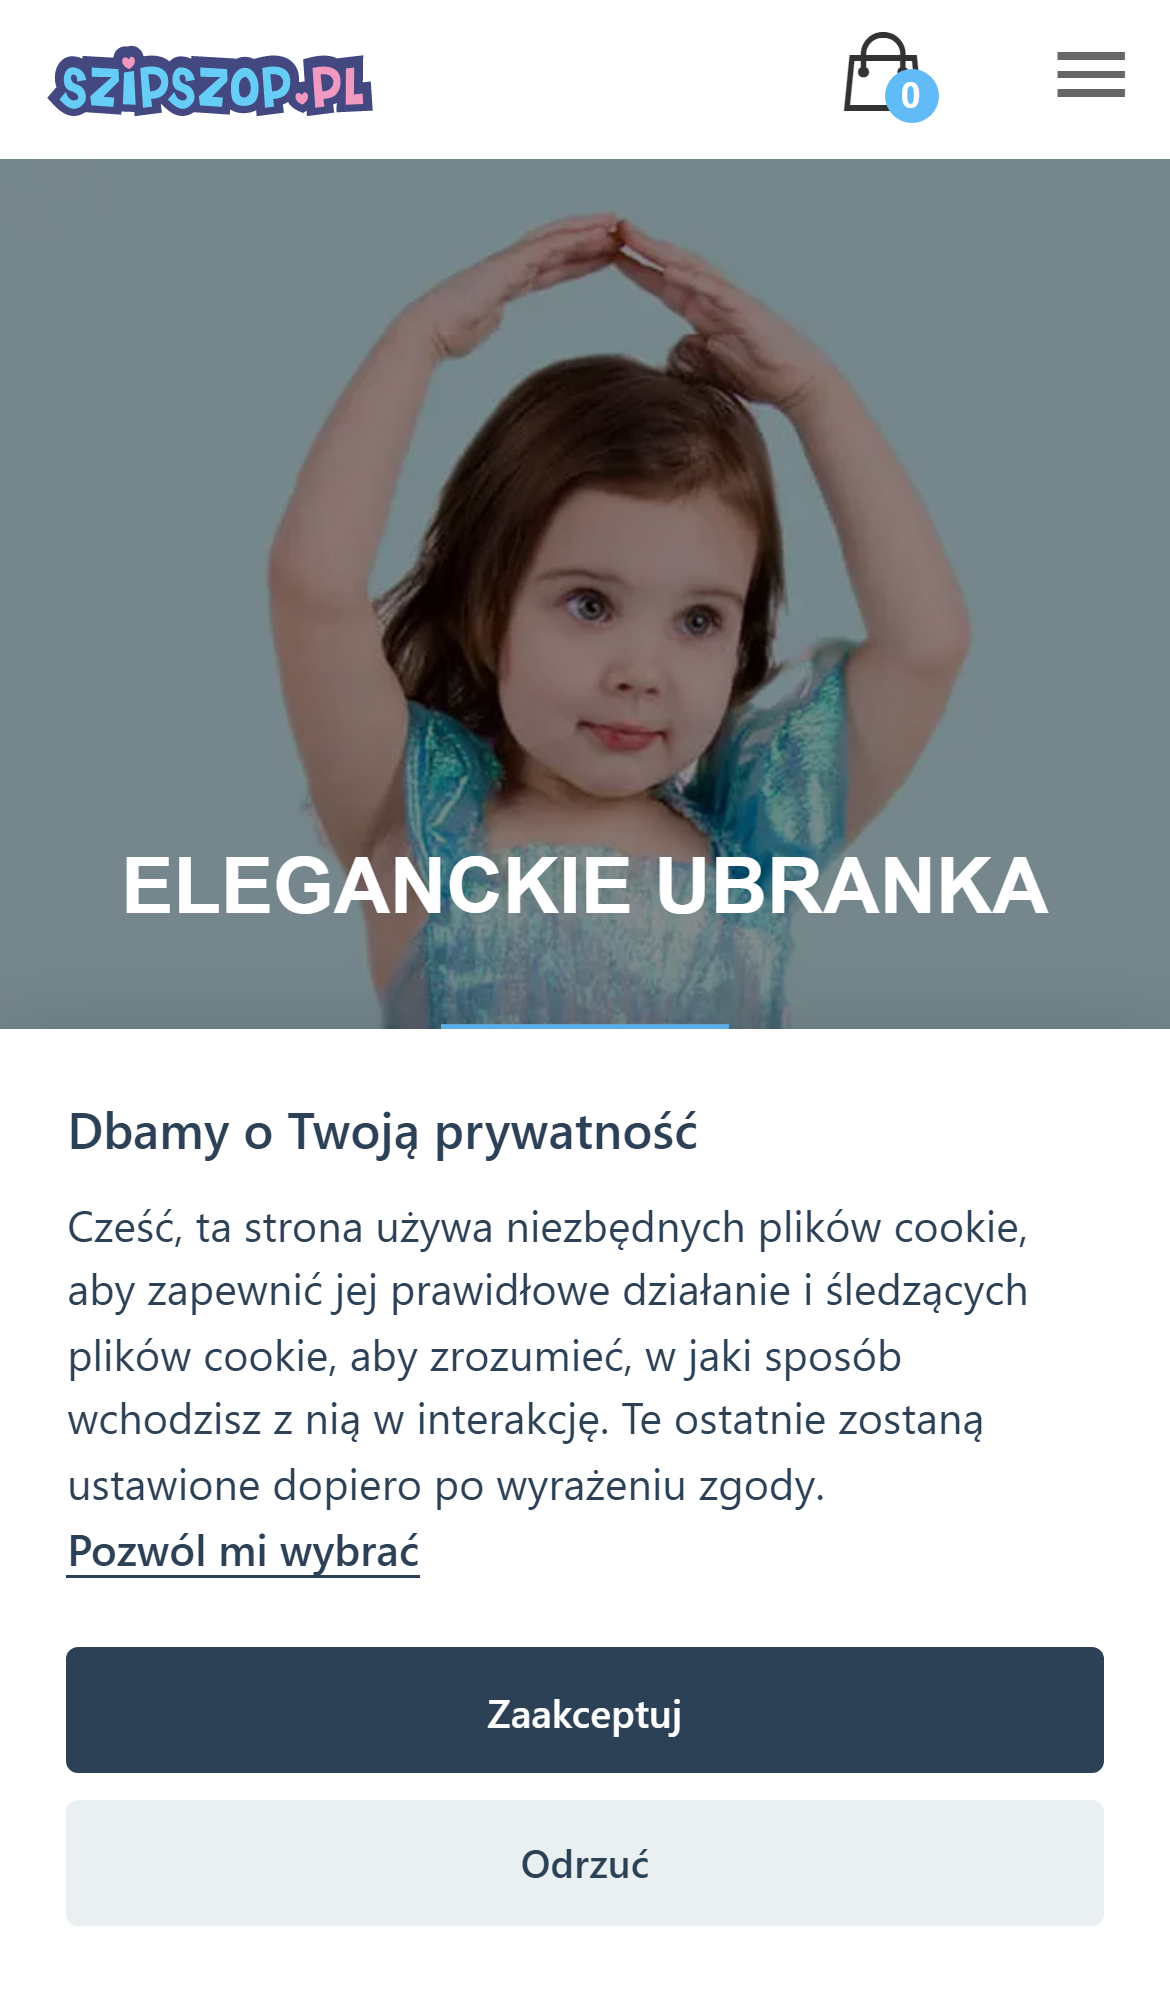 SZIPSZOP.PL
0
ELEGANCKIE UBRANKA
Dbamy o Twoją prywatność
Cześć, ta strona używa niezbędnych plików cookie,
aby zapewnić jej prawidłowe działanie i śledzących
plików cookie, aby zrozumieć, w jaki sposób
wchodzisz z nią w interakcję. Te ostatnie zostaną
ustawione dopiero po wyrażeniu zgody.
Pozwól mi wybrać
Zaakceptuj
Odrzuć